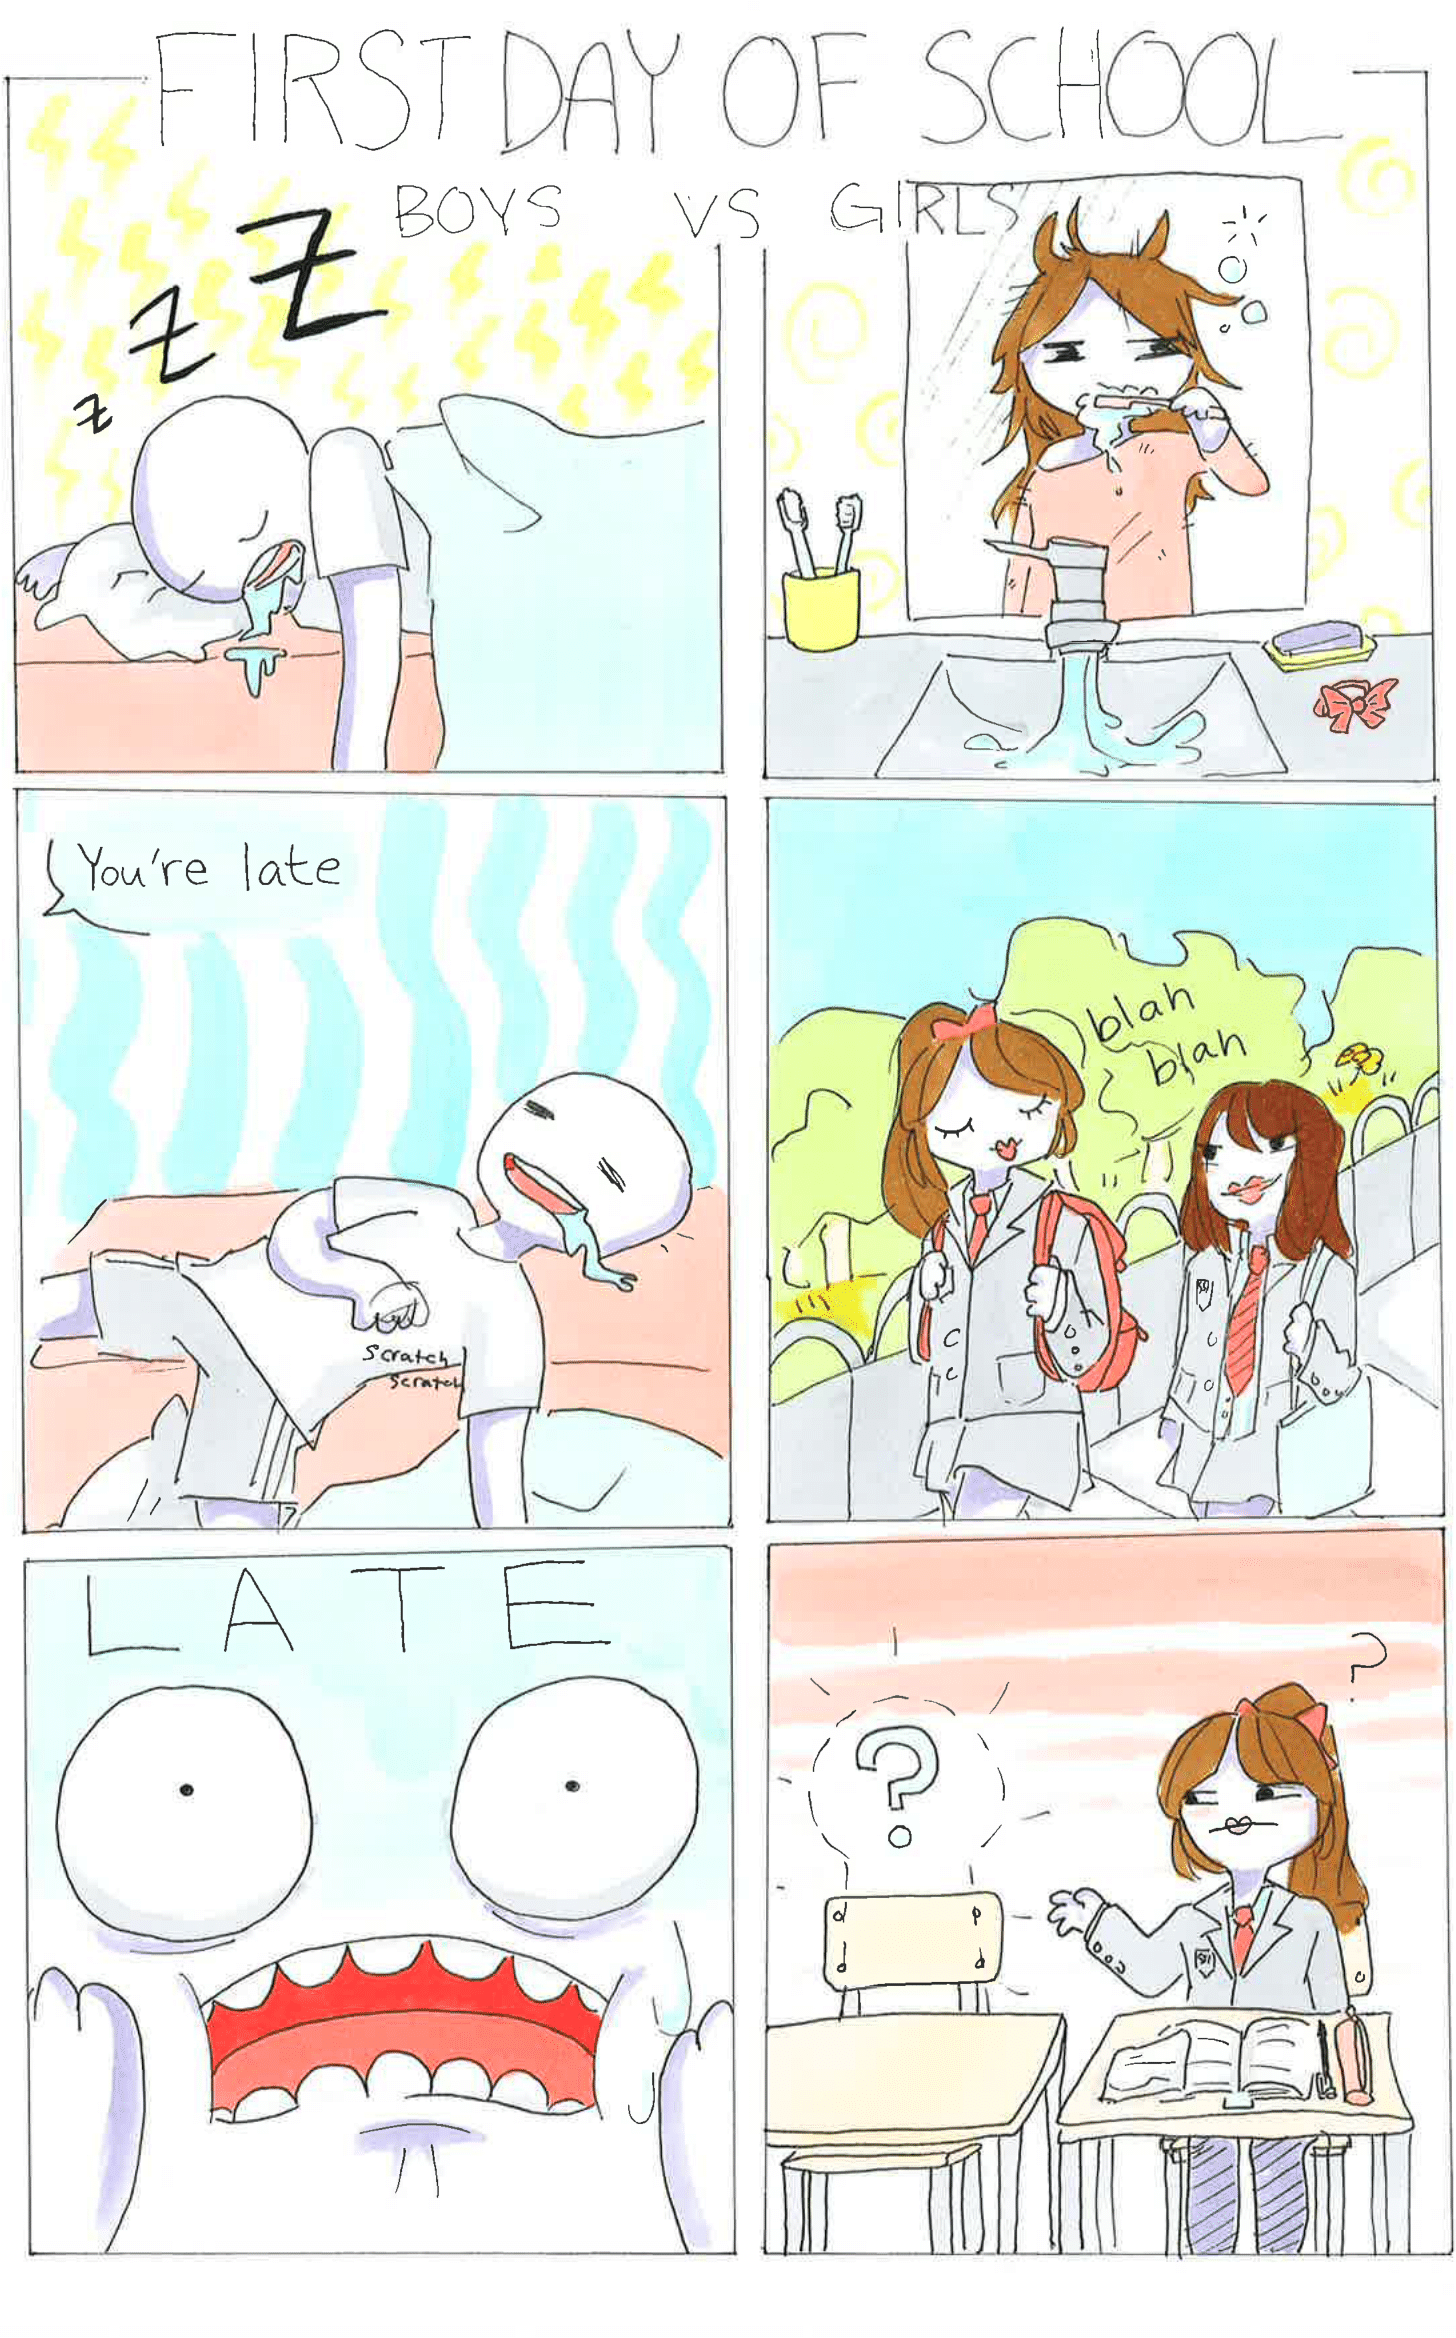 FIRST DAY OF SCHOOL
BOYS VS GIRLS
z z z
You're late
Scratch
Scratch
blah
blah
LATE
?
?